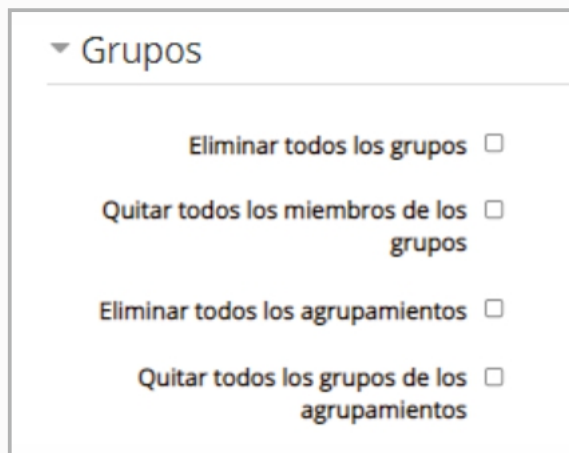 Grupos
Eliminar todos los grupos
Quitar todos los miembros de los
grupos
Eliminar todos los agrupamientos
Quitar todos los grupos de los
agrupamientos